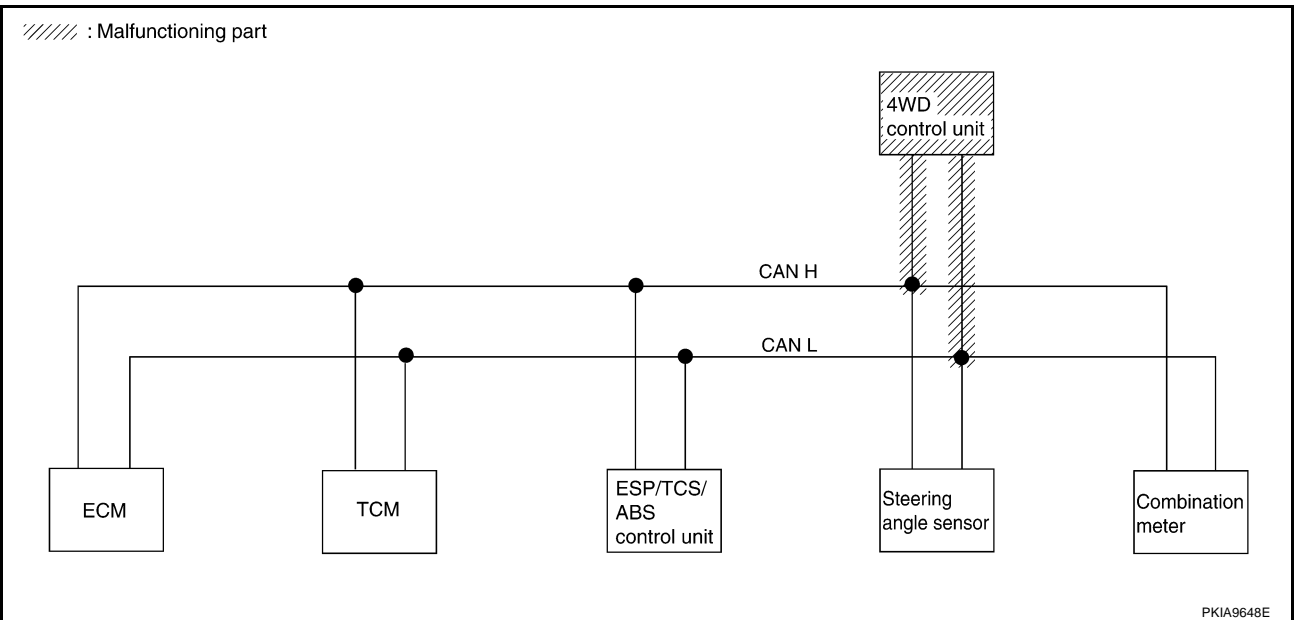 : Malfunctioning part
4WD
control unit
CAN H
CAN L
ECM
TCM
ESP/TCS/
ABS
control unit
Steering
angle sensor
Combination
meter
PKIA9648E